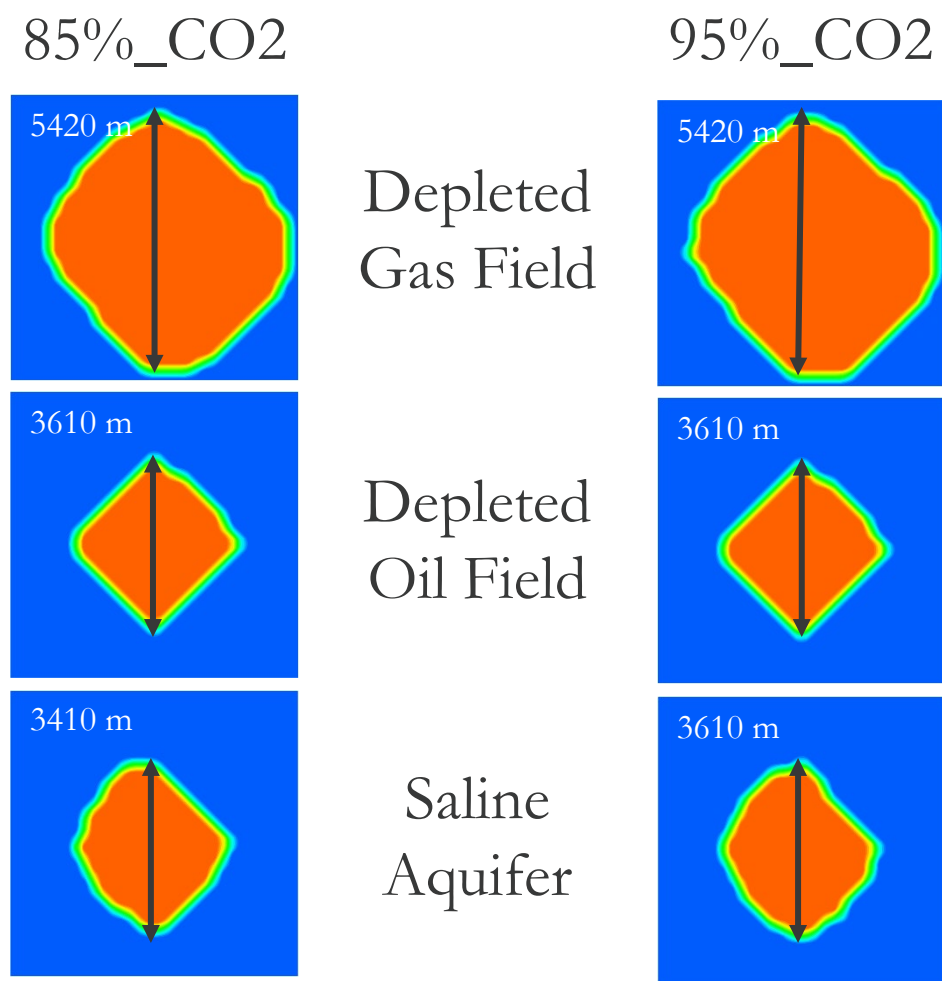 85%_CO2
95%_CO2
5420 m
5420 m
Depleted
Gas Field
3610 m
3610 m
Depleted
Oil Field
3410 m
3610 m
Saline
Aquifer